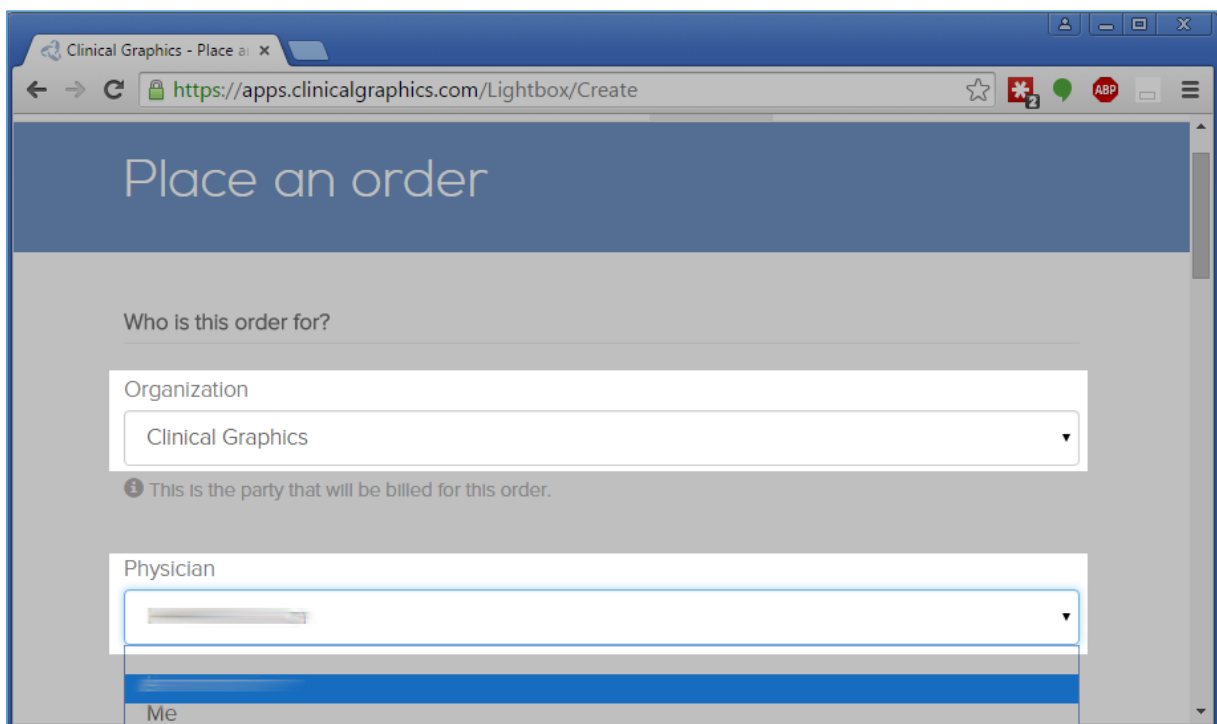 Clinical Graphics - Place a
https://apps.clinicalgraphics.com/Lightbox/Create
2
ABP
Place an order
Who is this order for?
Organization
Clinical Graphics
This is the party that will be billed for this order.
Physician
Me